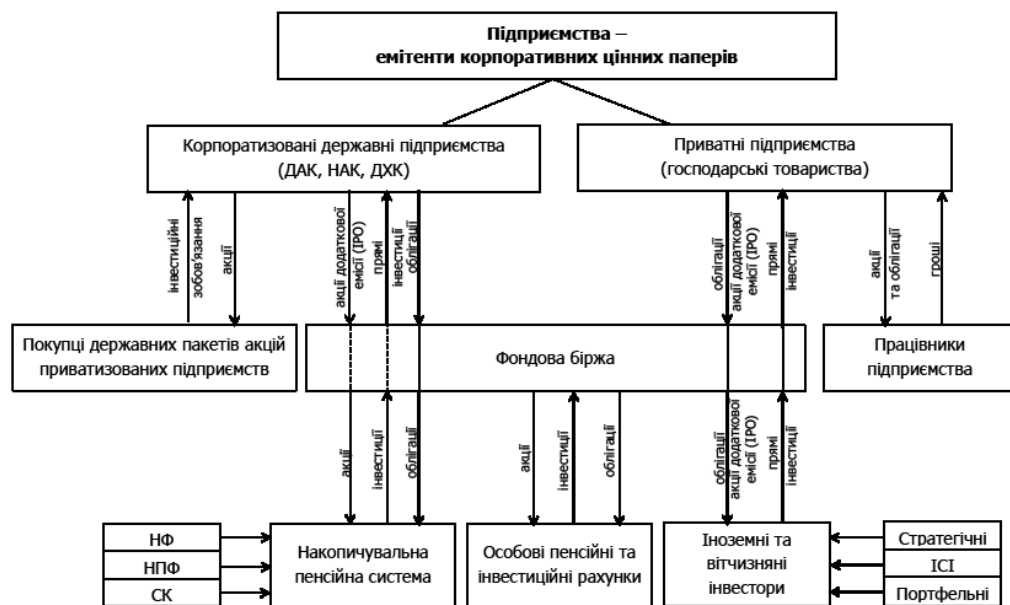 Підприємства –
емітенти корпоративних цінних паперів
Корпоратизовані державні підприємства
(ДАК, НАК, ДХК)
Приватні підприємства
(господарські товариства)
інвестиційні
зобов’язання
акції
акції додаткової
емісії (IPO)
прямі
інвестиції
облігації
облігації
акції додаткової
емісії (IPO)
прямі
інвестиції
акції
та облігації
гроші
Покупці державних пакетів акцій
приватизованих підприємств
Фондова біржа
Працівники
підприємства
акції
інвестиції
облігації
акції
інвестиції
облігації
облігації
акції додаткової
емісії (IPO)
прямі
інвестиції
НФ
НПФ
СК
Накопичувальна
пенсійна система
Особові пенсійні та
інвестиційні рахунки
Іноземні та
вітчизняні
інвестори
Стратегічні
ІСІ
Портфельні